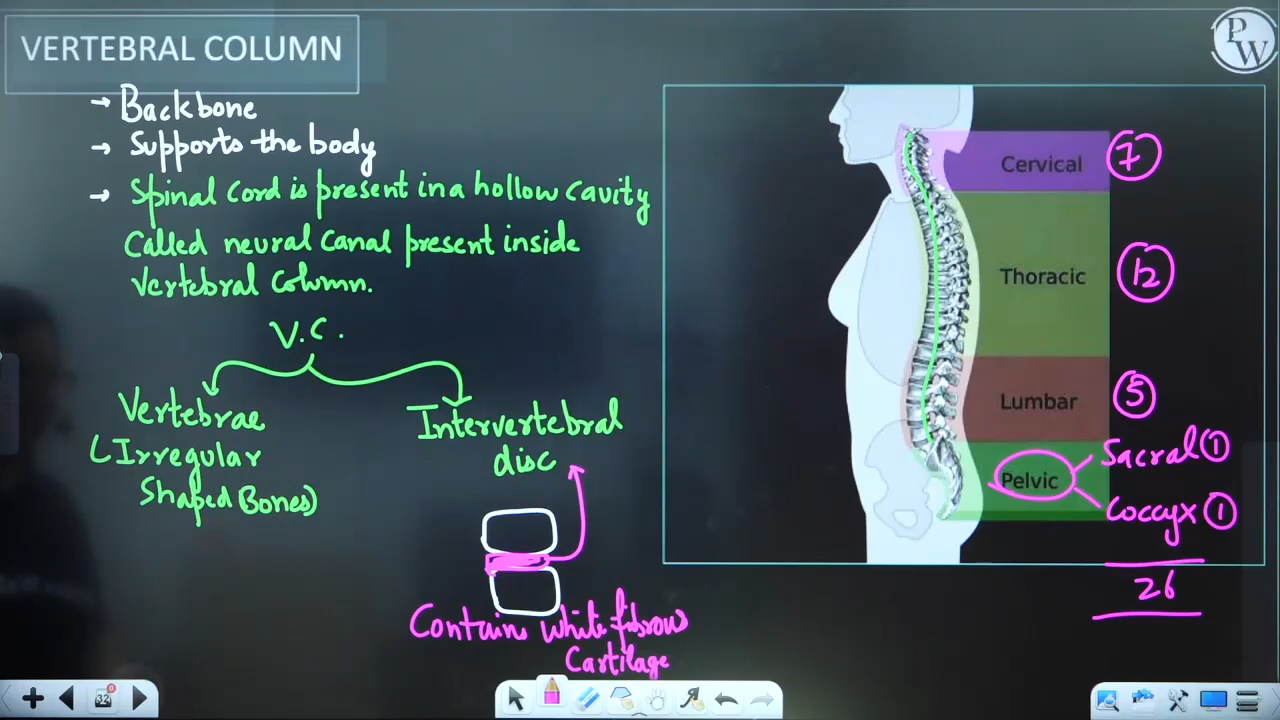 VERTEBRAL COLUMN
PW
→ Backbone
→ Supports the body
→ Spinal Cord is present in a hollow cavity
Called neural Canal present inside
Vertebral Column.
V.C.
Vertebrae
(Irregular
Shaped Bones)
Intervertebral
disc
Contains white fibrous
Cartilage
Cervical 7
Thoracic 12
Lumbar 5
Pelvic
Sacral 1
Coccyx 1
26
32